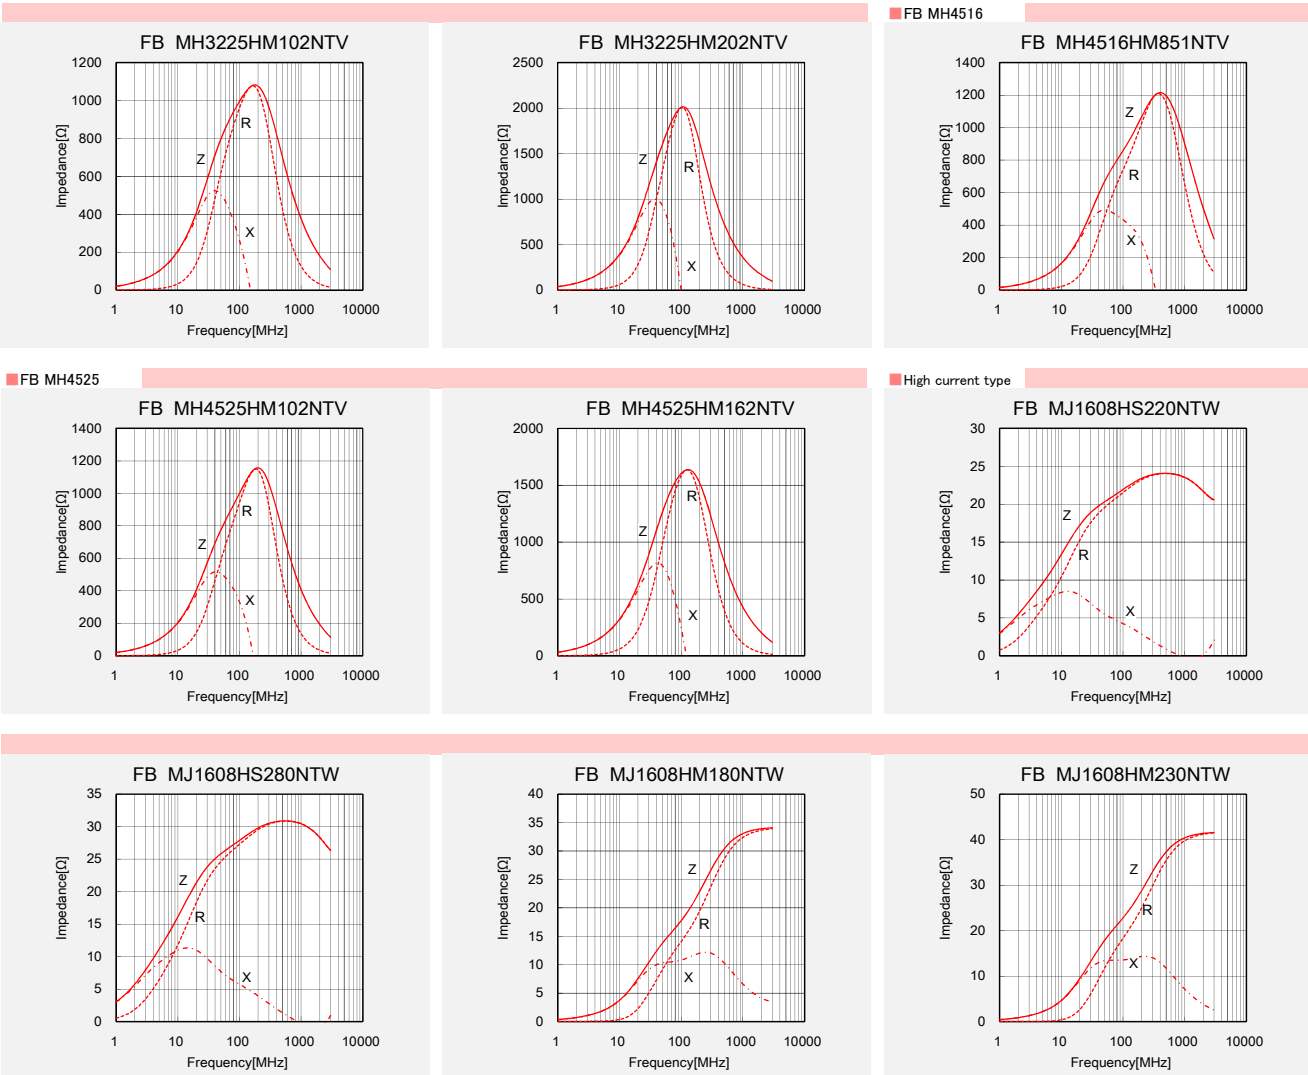 FB MH4516
FB MH3225HM102NTV
1200
1000
800
600
400
200
0
Impedance[Ω]
Z
R
X
1 10 100 1000 10000
Frequency[MHz]
FB MH3225HM202NTV
2500
2000
1500
1000
500
0
Impedance[Ω]
Z
R
X
1 10 100 1000 10000
Frequency[MHz]
FB MH4516HM851NTV
1400
1200
1000
800
600
400
200
0
Impedance[Ω]
Z
R
X
1 10 100 1000 10000
Frequency[MHz]
FB MH4525
High current type
FB MH4525HM102NTV
1400
1200
1000
800
600
400
200
0
Impedance[Ω]
R
Z
X
1 10 100 1000 10000
Frequency[MHz]
FB MH4525HM162NTV
2000
1500
1000
500
0
Impedance[Ω]
R
Z
X
1 10 100 1000 10000
Frequency[MHz]
FB MJ1608HS220NTW
30
25
20
15
10
5
0
Impedance[Ω]
Z
R
X
1 10 100 1000 10000
Frequency[MHz]
FB MJ1608HS280NTW
35
30
25
20
15
10
5
0
Impedance[Ω]
Z
R
X
1 10 100 1000 10000
Frequency[MHz]
FB MJ1608HM180NTW
40
35
30
25
20
15
10
5
0
Impedance[Ω]
Z
R
X
1 10 100 1000 10000
Frequency[MHz]
FB MJ1608HM230NTW
50
40
30
20
10
0
Impedance[Ω]
Z
R
X
1 10 100 1000 10000
Frequency[MHz]